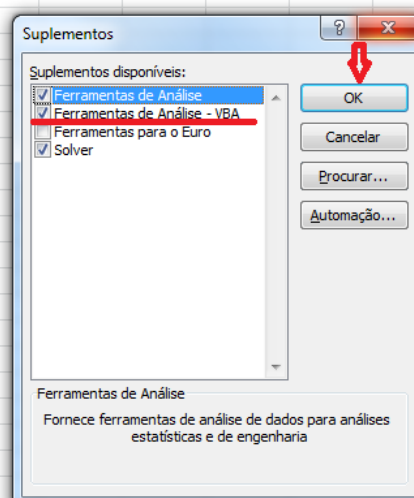 Suplementos
Suplementos disponíveis:
Ferramentas de Análise
Ferramentas de Análise - VBA
Ferramentas para o Euro
Solver
OK
Cancelar
Procurar...
Automação...
Ferramentas de Análise
Fornece ferramentas de análise de dados para análises
estatísticas e de engenharia